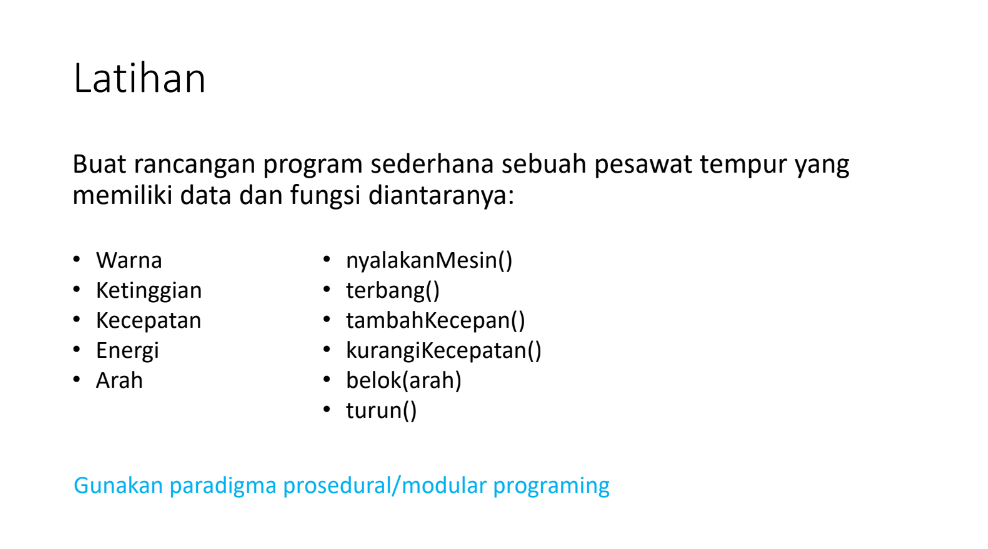 Latihan
Buat rancangan program sederhana sebuah pesawat tempur yang
memiliki data dan fungsi diantaranya:
• Warna
• Ketinggian
• Kecepatan
• Energi
• Arah
• nyalakanMesin()
• terbang()
• tambahKecepan()
• kurangiKecepatan()
• belok(arah)
• turun()
Gunakan paradigma prosedural/modular programing